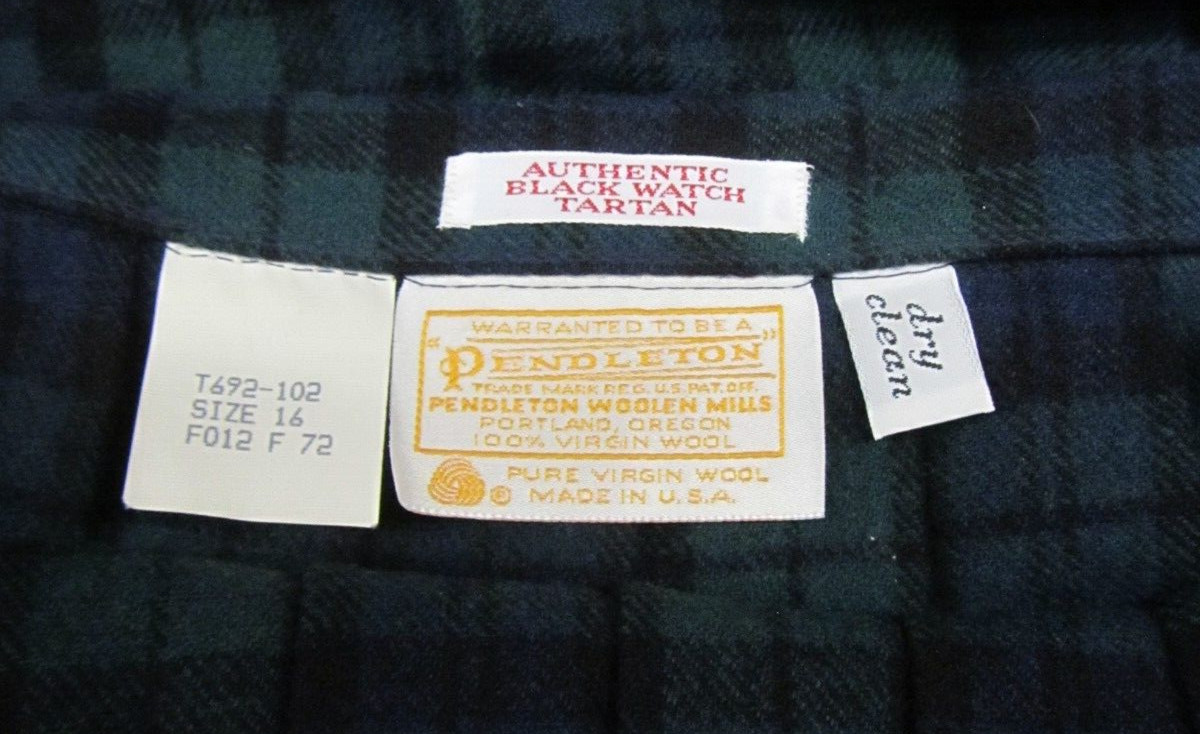 AUTHENTIC
BLACK WATCH
TARTAN
T692-102
SIZE 16
F012 F 72
WARRANTED TO BE A
"PENDLETON"
TRADE MARK REG. U.S. PAT. OFF.
PENDLETON WOOLEN MILLS
PORTLAND, OREGON
100% VIRGIN WOOL
PURE VIRGIN WOOL
® MADE IN U.S.A.
dry
clean